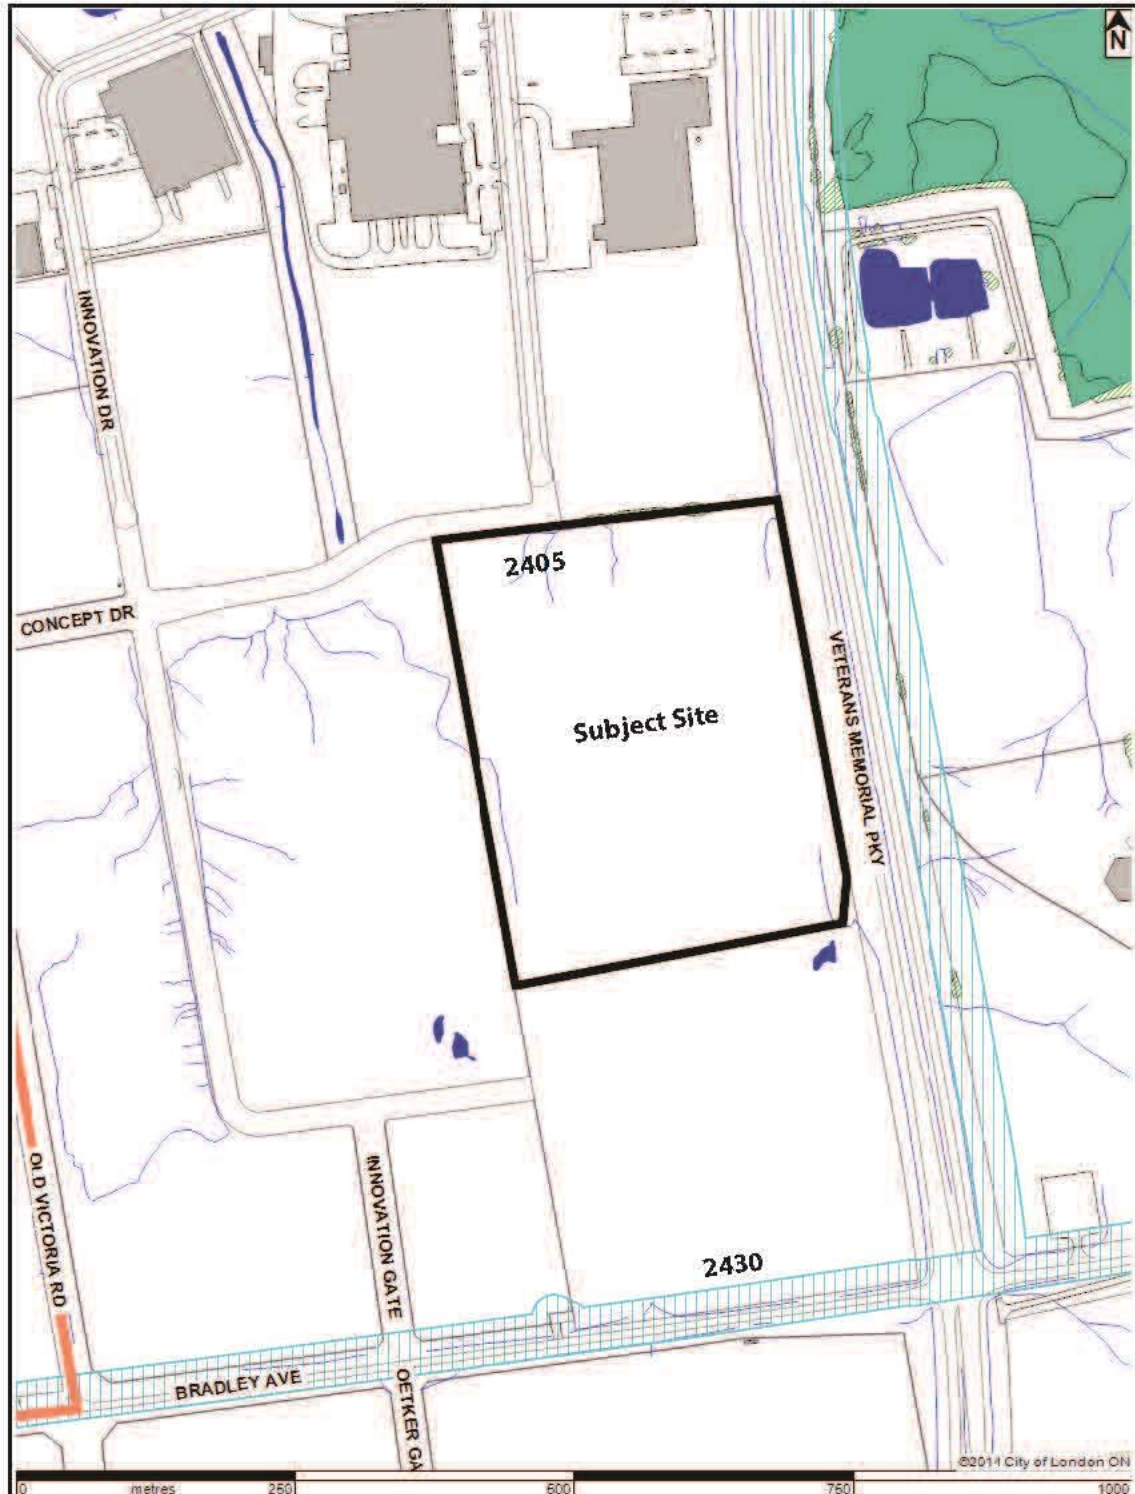 N
INNOVATION DR
2405
CONCEPT DR
Subject Site
VETERANS MEMORIAL PKY
OLD VICTORIA RD
INNOVATION GATE
2430
BRADLEY AVE
OETKER GA
©2014 City of London ON
0 metres 250 500 750 1000